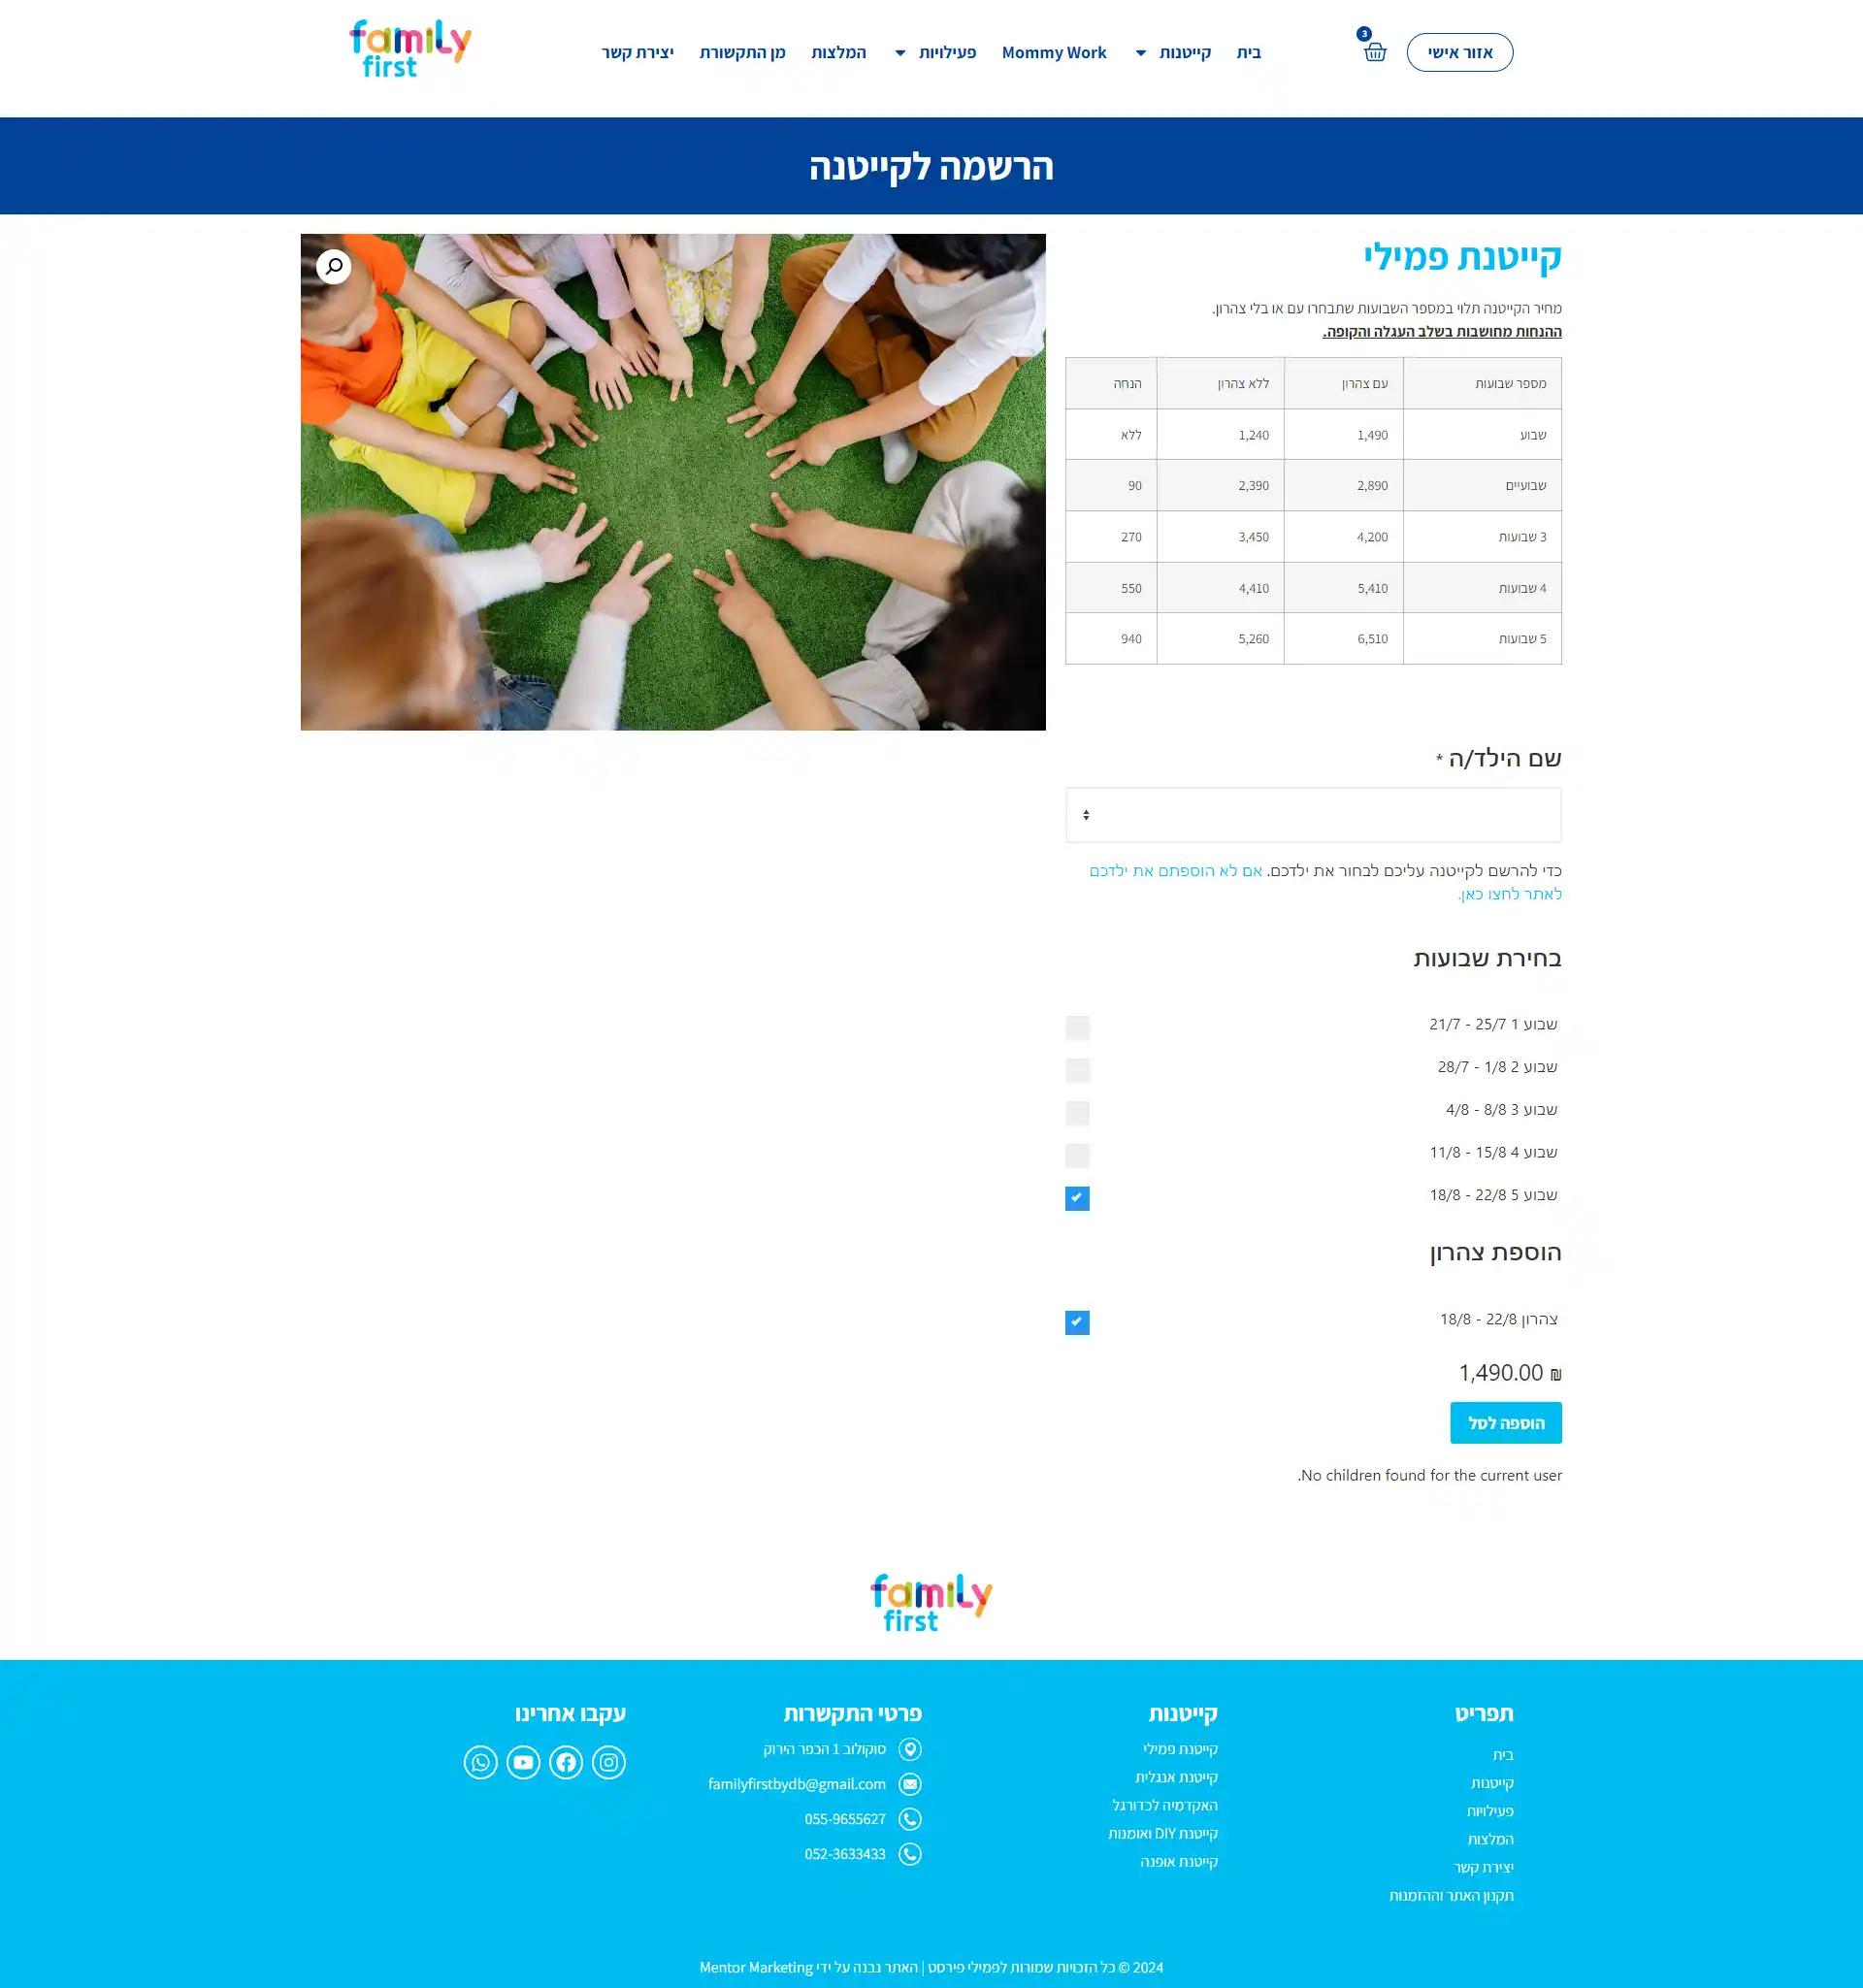 אזור אישי
3
בית
קייטנות
Mommy Work
פעילויות
המלצות
מן התקשורת
יצירת קשר
family
first
הרשמה לקייטנה
קייטנת פמילי
מחיר הקייטנה תלוי במספר השבועות שתבחרו עם או בלי צהרון.
ההנחות מחושבות בשלב העגלה והקופה.
מספר שבועות עם צהרון ללא צהרון הנחה
שבוע 1,490 1,240 ללא
שבועיים 2,890 2,390 90
3 שבועות 4,200 3,450 270
4 שבועות 5,410 4,410 550
5 שבועות 6,510 5,260 940
שם הילד/ה *
כדי להרשם לקייטנה עליכם לבחור את ילדכם. אם לא הוספתם את ילדכם
לאתר לחצו כאן.
בחירת שבועות
שבוע 1 25/7 - 21/7
שבוע 2 1/8 - 28/7
שבוע 3 8/8 - 4/8
שבוע 4 15/8 - 11/8
שבוע 5 22/8 - 18/8
הוספת צהרון
צהרון 22/8 - 18/8
₪ 1,490.00
הוספה לסל
No children found for the current user.
family
first
תפריט
בית
קייטנות
פעילויות
המלצות
יצירת קשר
תקנון האתר וההזמנות
קייטנות
קייטנת פמילי
קייטנת אנגלית
האקדמיה לכדורגל
קייטנת DIY ואומנות
קייטנת אופנה
פרטי התקשרות
סוקולוב 1 הכפר הירוק
familyfirstbydb@gmail.com
055-9655627
052-3633433
עקבו אחרינו
2024 © כל הזכויות שמורות לפמילי פירסט | האתר נבנה על ידי Mentor Marketing